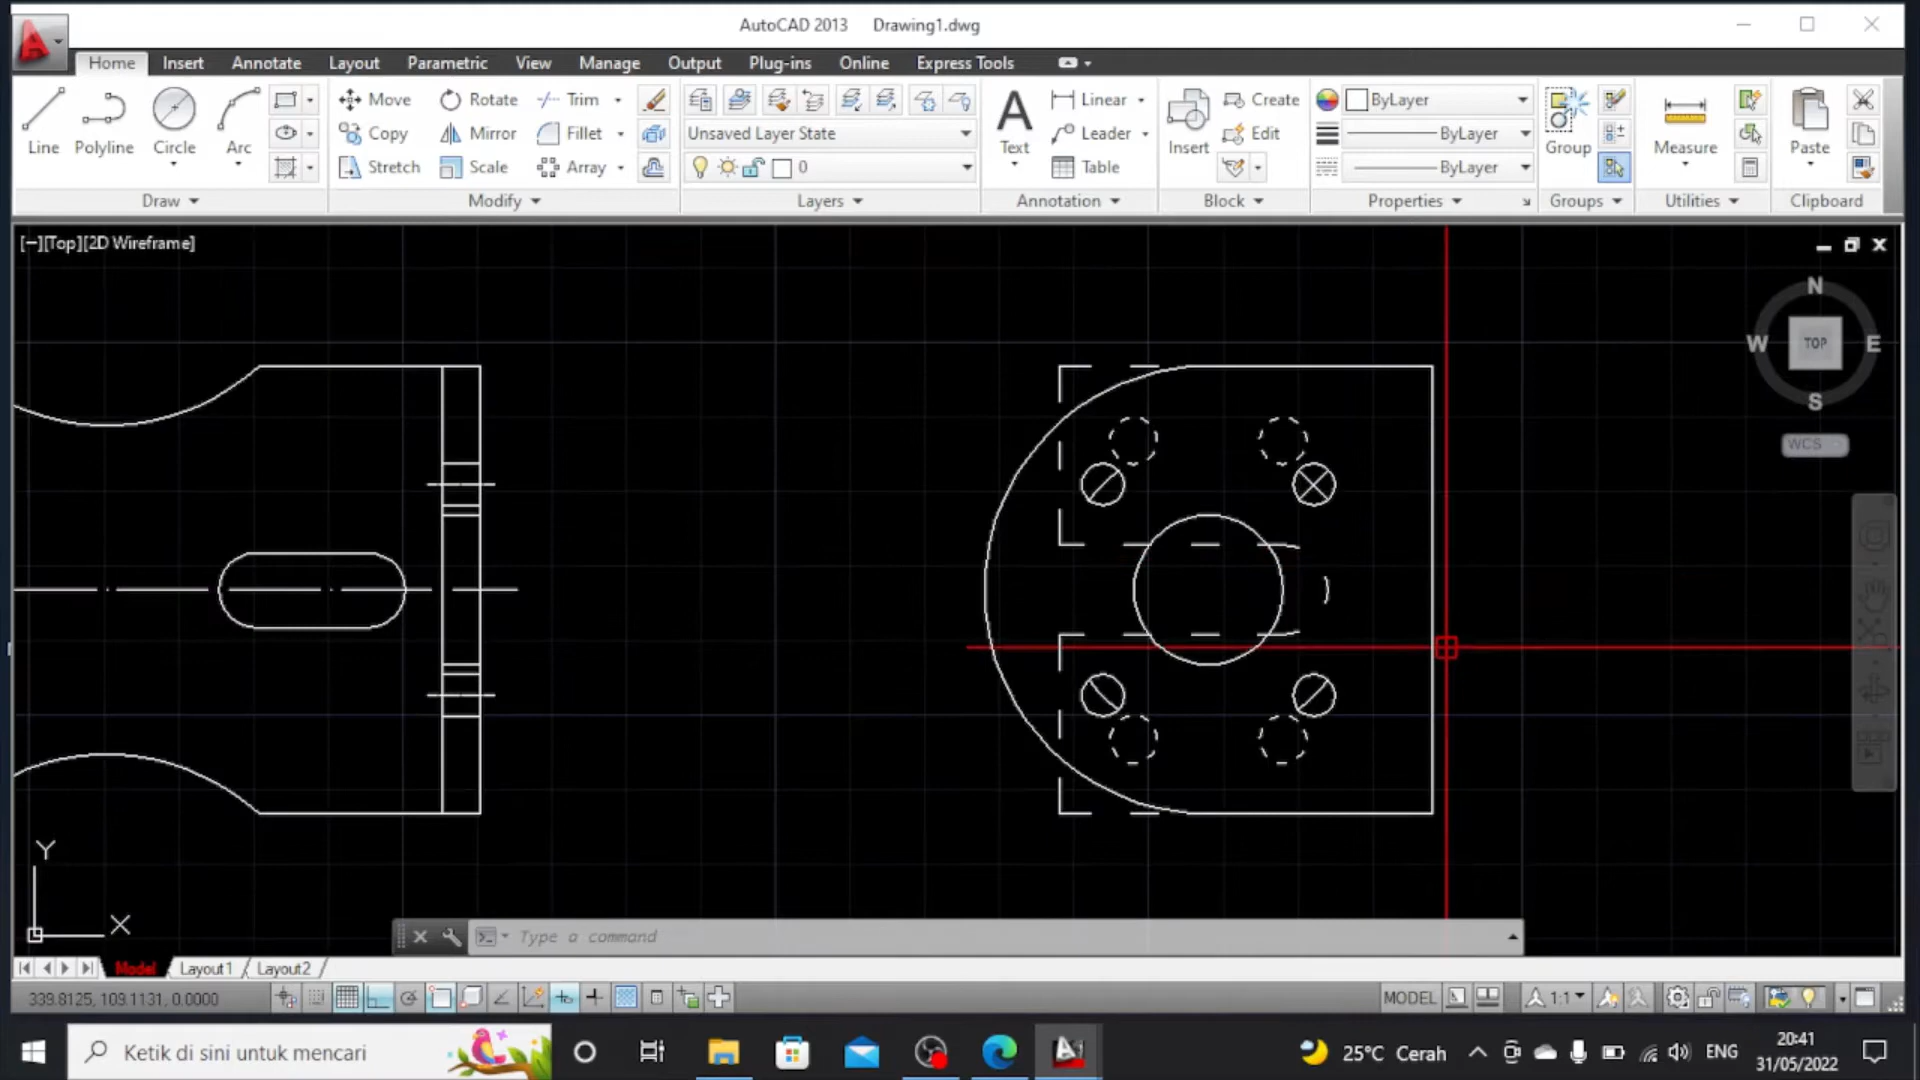 AutoCAD 2013 Drawing1.dwg
Home Insert Annotate Layout Parametric View Manage Output Plug-ins Online Express Tools
Move Rotate Trim ByLayer Linear Create
Copy Mirror Fillet Unsaved Layer State Leader Edit ByLayer
Line Polyline Circle Arc Text Insert Group Measure Paste
Stretch Scale Array 0 Table ByLayer
Draw Modify Layers Annotation Block Properties Groups Utilities Clipboard
[−][Top][2D Wireframe]
N
W TOP E
S
WCS
Y
X
Type a command
Model Layout1 Layout2
339.8125, 109.1131, 0.0000 MODEL 1:1
Ketik di sini untuk mencari 25°C Cerah ENG 20:41
31/05/2022